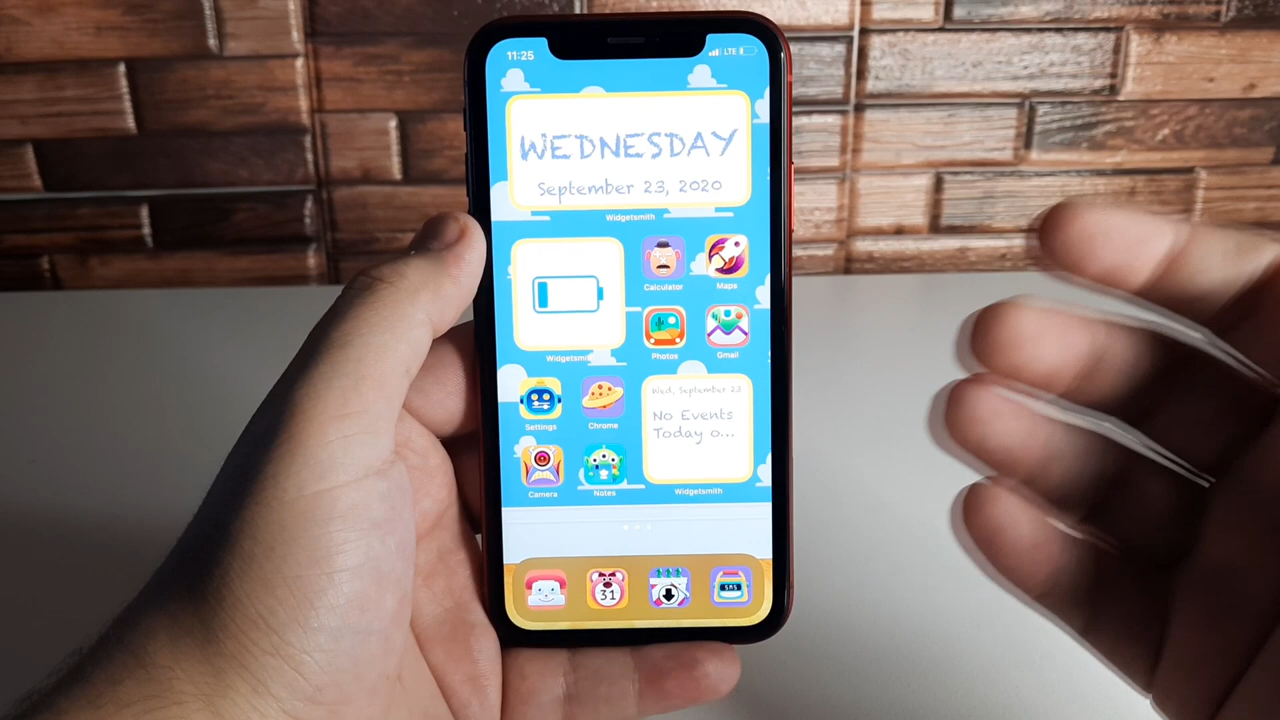 11:25
LTE
WEDNESDAY
September 23, 2020
Widgetsmith
Calculator
Maps
Photos
Gmail
Widgetsmith
Wed, September 23
No Events
Today o...
Settings
Chrome
Camera
Notes
Widgetsmith
31
SMS